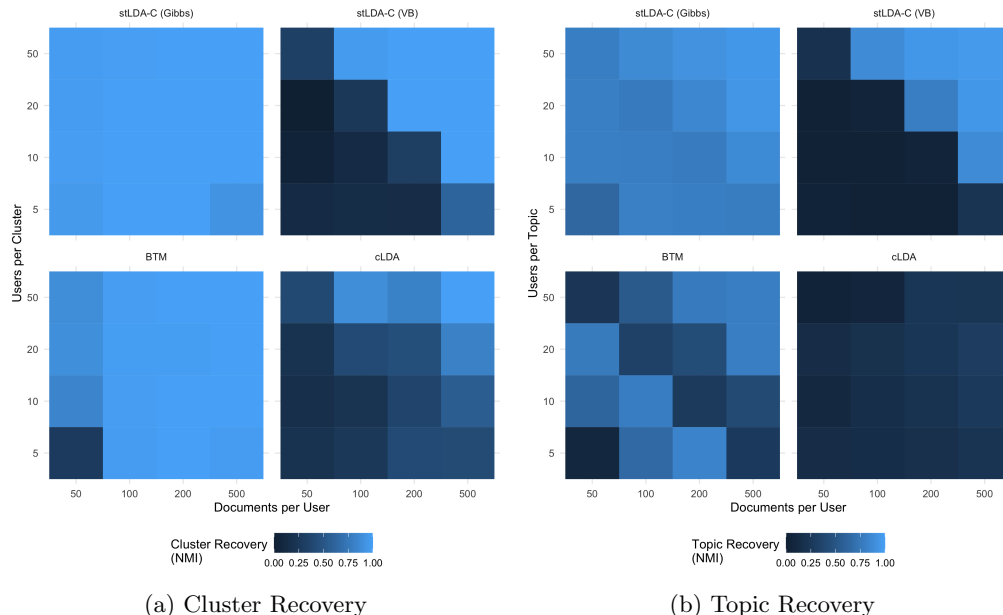 stLDA-C (Gibbs)
stLDA-C (VB)
50
20
10
5
BTM
cLDA
50
20
10
5
50
100
200
500
50
100
200
500
Users per Cluster
Documents per User
Cluster Recovery
(NMI)
0.00 0.25 0.50 0.75 1.00
(a) Cluster Recovery
stLDA-C (Gibbs)
stLDA-C (VB)
50
20
10
5
BTM
cLDA
50
20
10
5
50
100
200
500
50
100
200
500
Users per Topic
Documents per User
Topic Recovery
(NMI)
0.00 0.25 0.50 0.75 1.00
(b) Topic Recovery